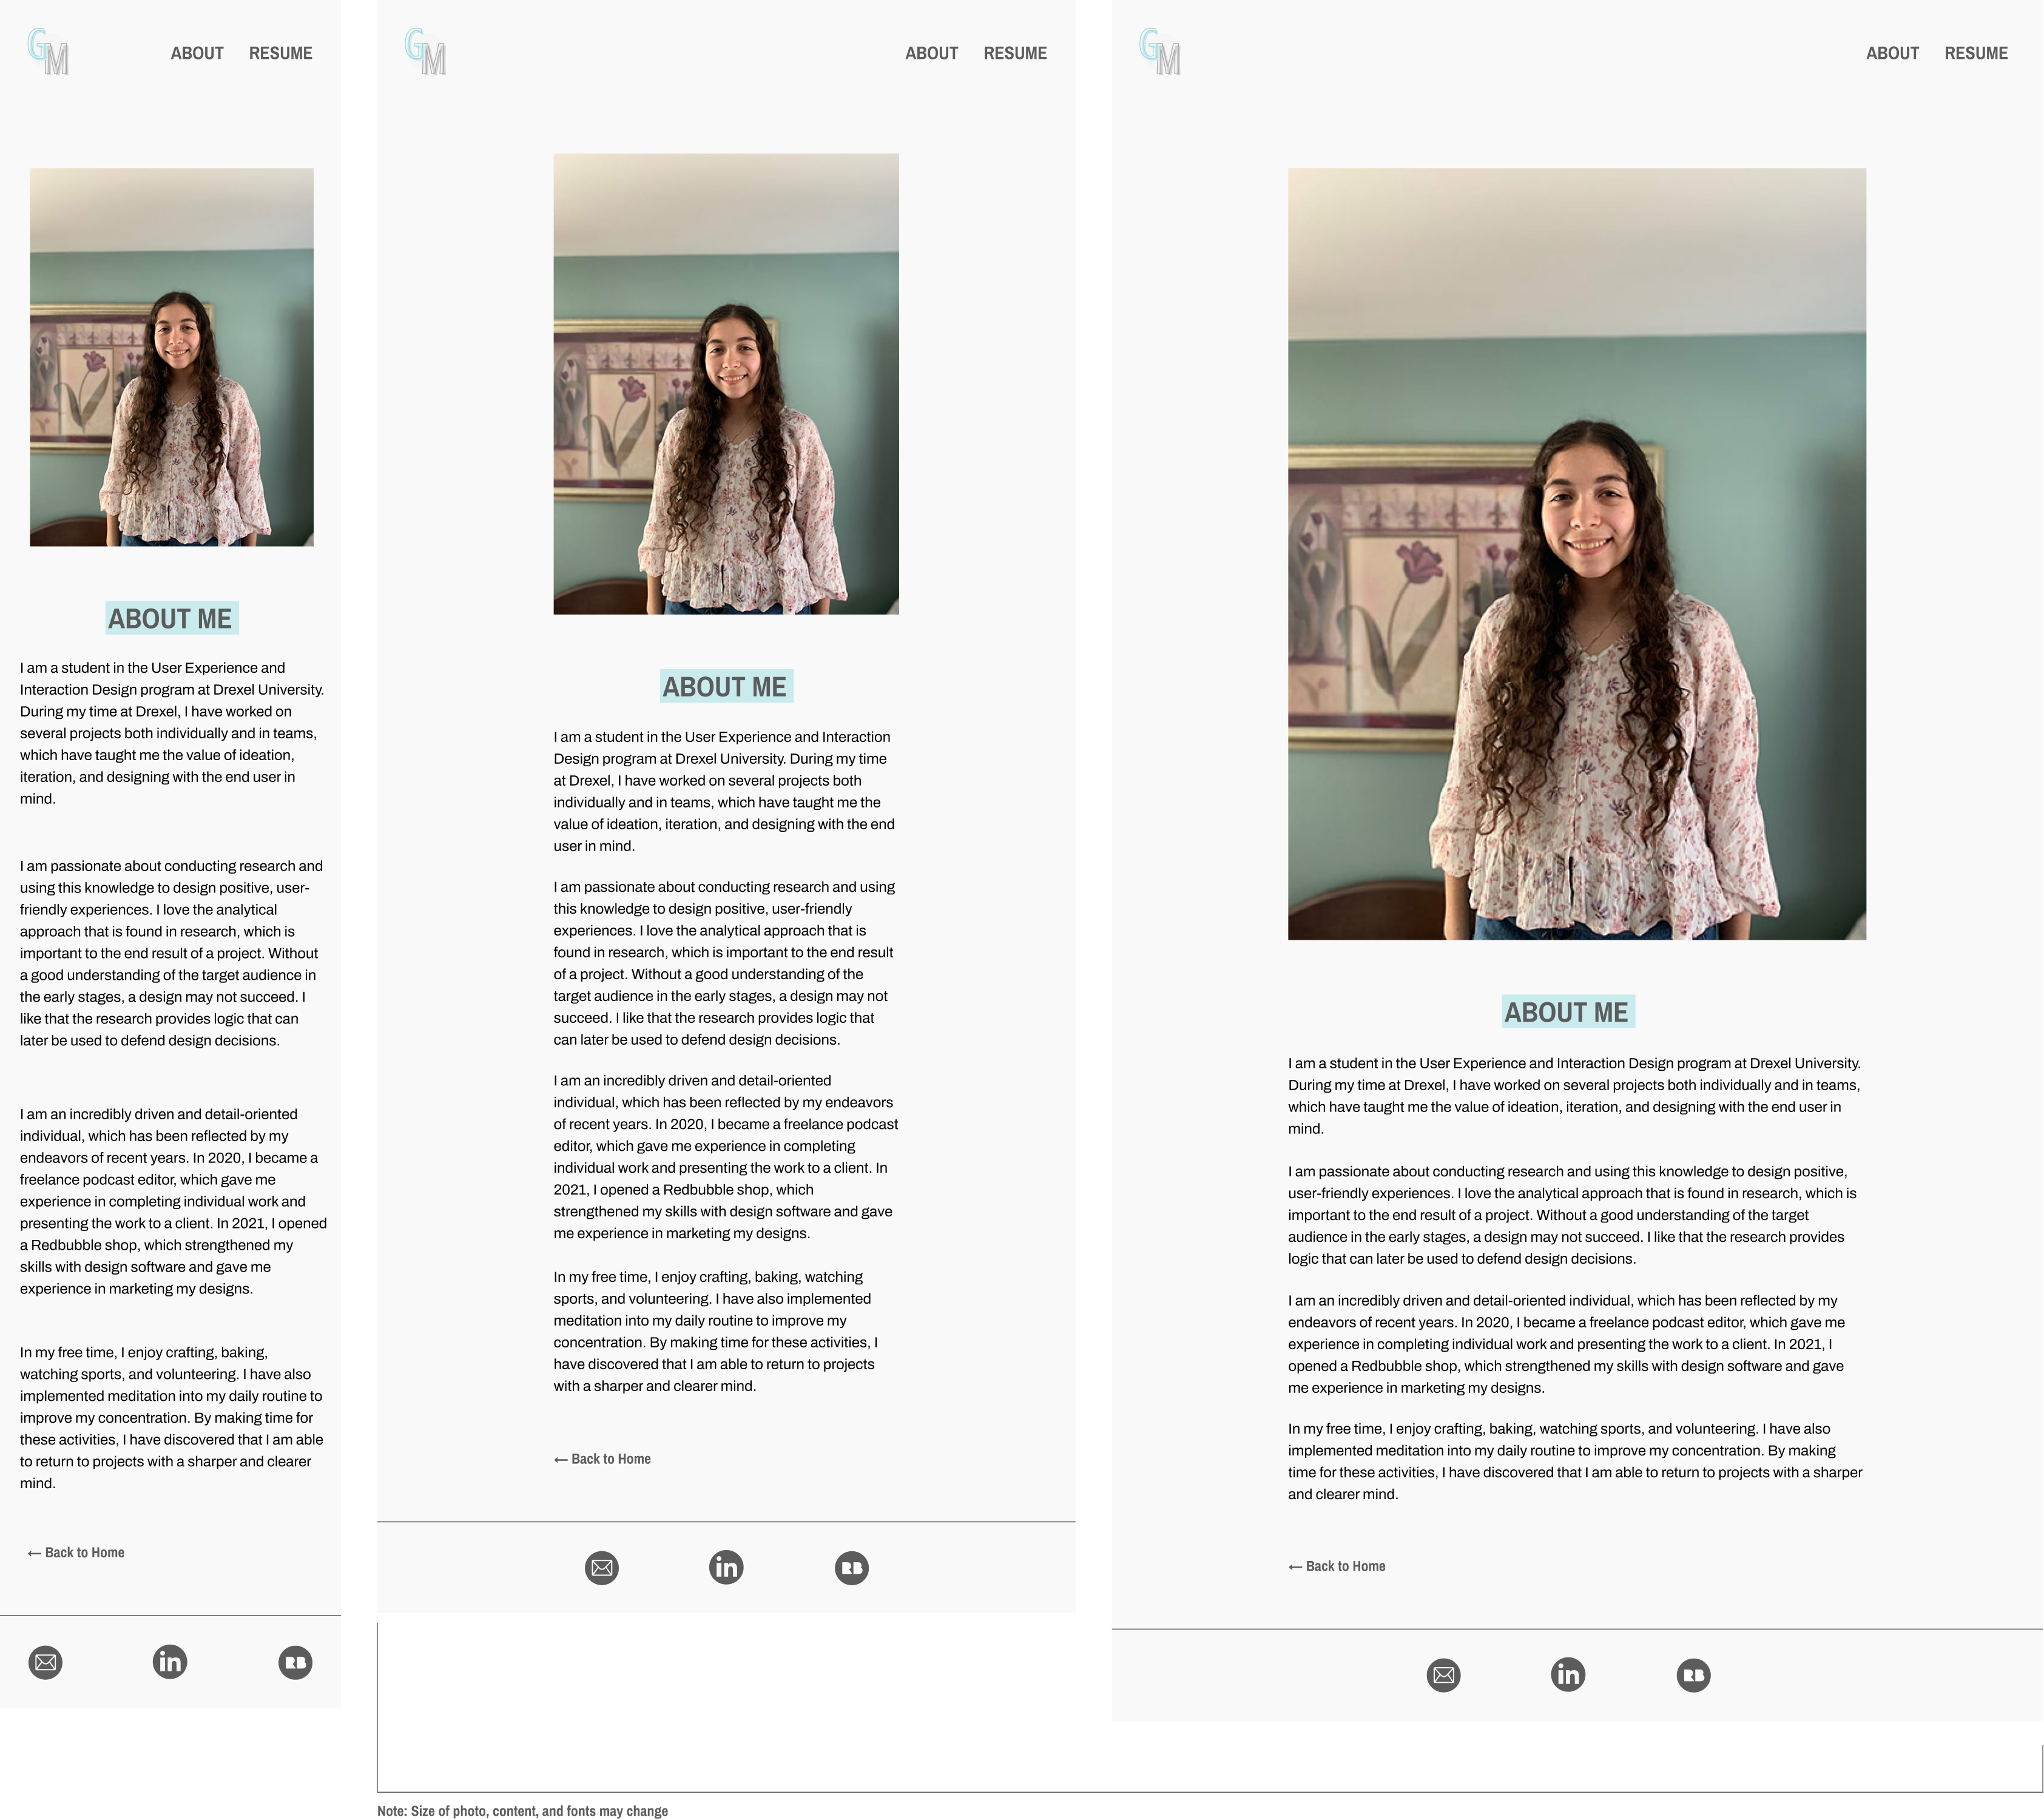 GM
ABOUT RESUME
ABOUT ME
I am a student in the User Experience and
Interaction Design program at Drexel University.
During my time at Drexel, I have worked on
several projects both individually and in teams,
which have taught me the value of ideation,
iteration, and designing with the end user in
mind.
I am passionate about conducting research and
using this knowledge to design positive, user-
friendly experiences. I love the analytical
approach that is found in research, which is
important to the end result of a project. Without
a good understanding of the target audience in
the early stages, a design may not succeed. I
like that the research provides logic that can
later be used to defend design decisions.
I am an incredibly driven and detail-oriented
individual, which has been reflected by my
endeavors of recent years. In 2020, I became a
freelance podcast editor, which gave me
experience in completing individual work and
presenting the work to a client. In 2021, I opened
a Redbubble shop, which strengthened my
skills with design software and gave me
experience in marketing my designs.
In my free time, I enjoy crafting, baking,
watching sports, and volunteering. I have also
implemented meditation into my daily routine to
improve my concentration. By making time for
these activities, I have discovered that I am able
to return to projects with a sharper and clearer
mind.
← Back to Home
in RB
GM
ABOUT RESUME
ABOUT ME
I am a student in the User Experience and Interaction
Design program at Drexel University. During my time
at Drexel, I have worked on several projects both
individually and in teams, which have taught me the
value of ideation, iteration, and designing with the end
user in mind.
I am passionate about conducting research and using
this knowledge to design positive, user-friendly
experiences. I love the analytical approach that is
found in research, which is important to the end result
of a project. Without a good understanding of the
target audience in the early stages, a design may not
succeed. I like that the research provides logic that
can later be used to defend design decisions.
I am an incredibly driven and detail-oriented
individual, which has been reflected by my endeavors
of recent years. In 2020, I became a freelance podcast
editor, which gave me experience in completing
individual work and presenting the work to a client. In
2021, I opened a Redbubble shop, which
strengthened my skills with design software and gave
me experience in marketing my designs.
In my free time, I enjoy crafting, baking, watching
sports, and volunteering. I have also implemented
meditation into my daily routine to improve my
concentration. By making time for these activities, I
have discovered that I am able to return to projects
with a sharper and clearer mind.
← Back to Home
in RB
GM
ABOUT RESUME
ABOUT ME
I am a student in the User Experience and Interaction Design program at Drexel University.
During my time at Drexel, I have worked on several projects both individually and in teams,
which have taught me the value of ideation, iteration, and designing with the end user in
mind.
I am passionate about conducting research and using this knowledge to design positive,
user-friendly experiences. I love the analytical approach that is found in research, which is
important to the end result of a project. Without a good understanding of the target
audience in the early stages, a design may not succeed. I like that the research provides
logic that can later be used to defend design decisions.
I am an incredibly driven and detail-oriented individual, which has been reflected by my
endeavors of recent years. In 2020, I became a freelance podcast editor, which gave me
experience in completing individual work and presenting the work to a client. In 2021, I
opened a Redbubble shop, which strengthened my skills with design software and gave
me experience in marketing my designs.
In my free time, I enjoy crafting, baking, watching sports, and volunteering. I have also
implemented meditation into my daily routine to improve my concentration. By making
time for these activities, I have discovered that I am able to return to projects with a sharper
and clearer mind.
← Back to Home
in RB
Note: Size of photo, content, and fonts may change